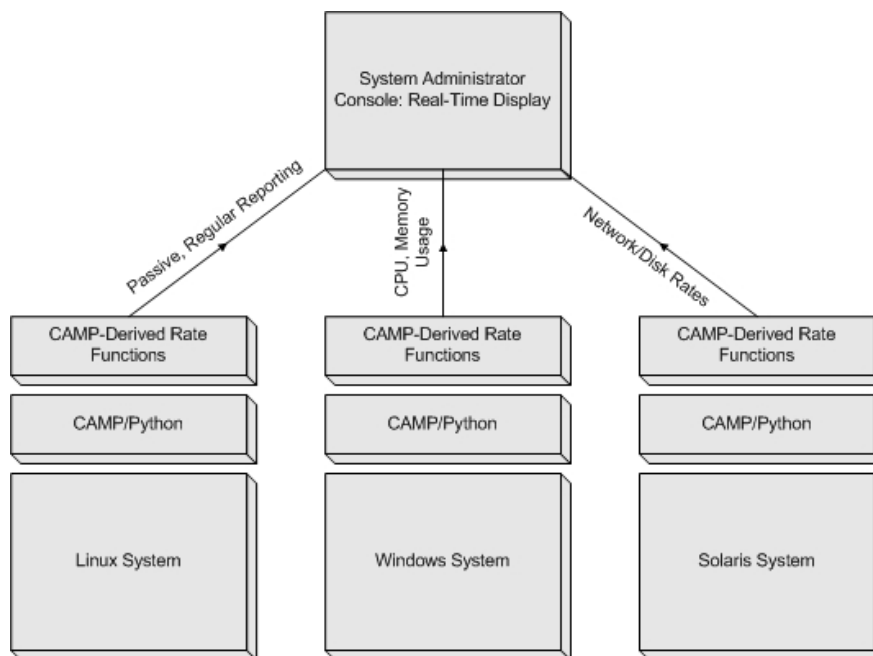 System Administrator
Console: Real-Time Display
Passive, Regular Reporting
CPU, Memory
Usage
Network/Disk Rates
CAMP-Derived Rate
Functions
CAMP-Derived Rate
Functions
CAMP-Derived Rate
Functions
CAMP/Python
CAMP/Python
CAMP/Python
Linux System
Windows System
Solaris System